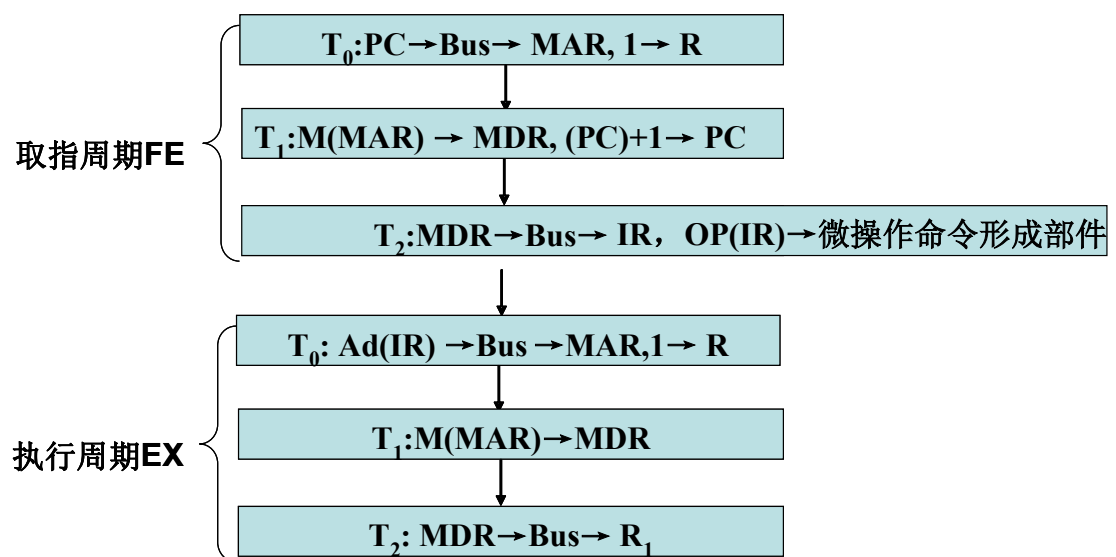 T₀:PC→Bus→ MAR, 1→ R
取指周期FE
T₁:M(MAR) → MDR, (PC)+1→ PC
T₂:MDR→Bus→ IR，OP(IR)→微操作命令形成部件
T₀: Ad(IR) →Bus →MAR,1→ R
执行周期EX
T₁:M(MAR)→MDR
T₂: MDR→Bus→ R₁